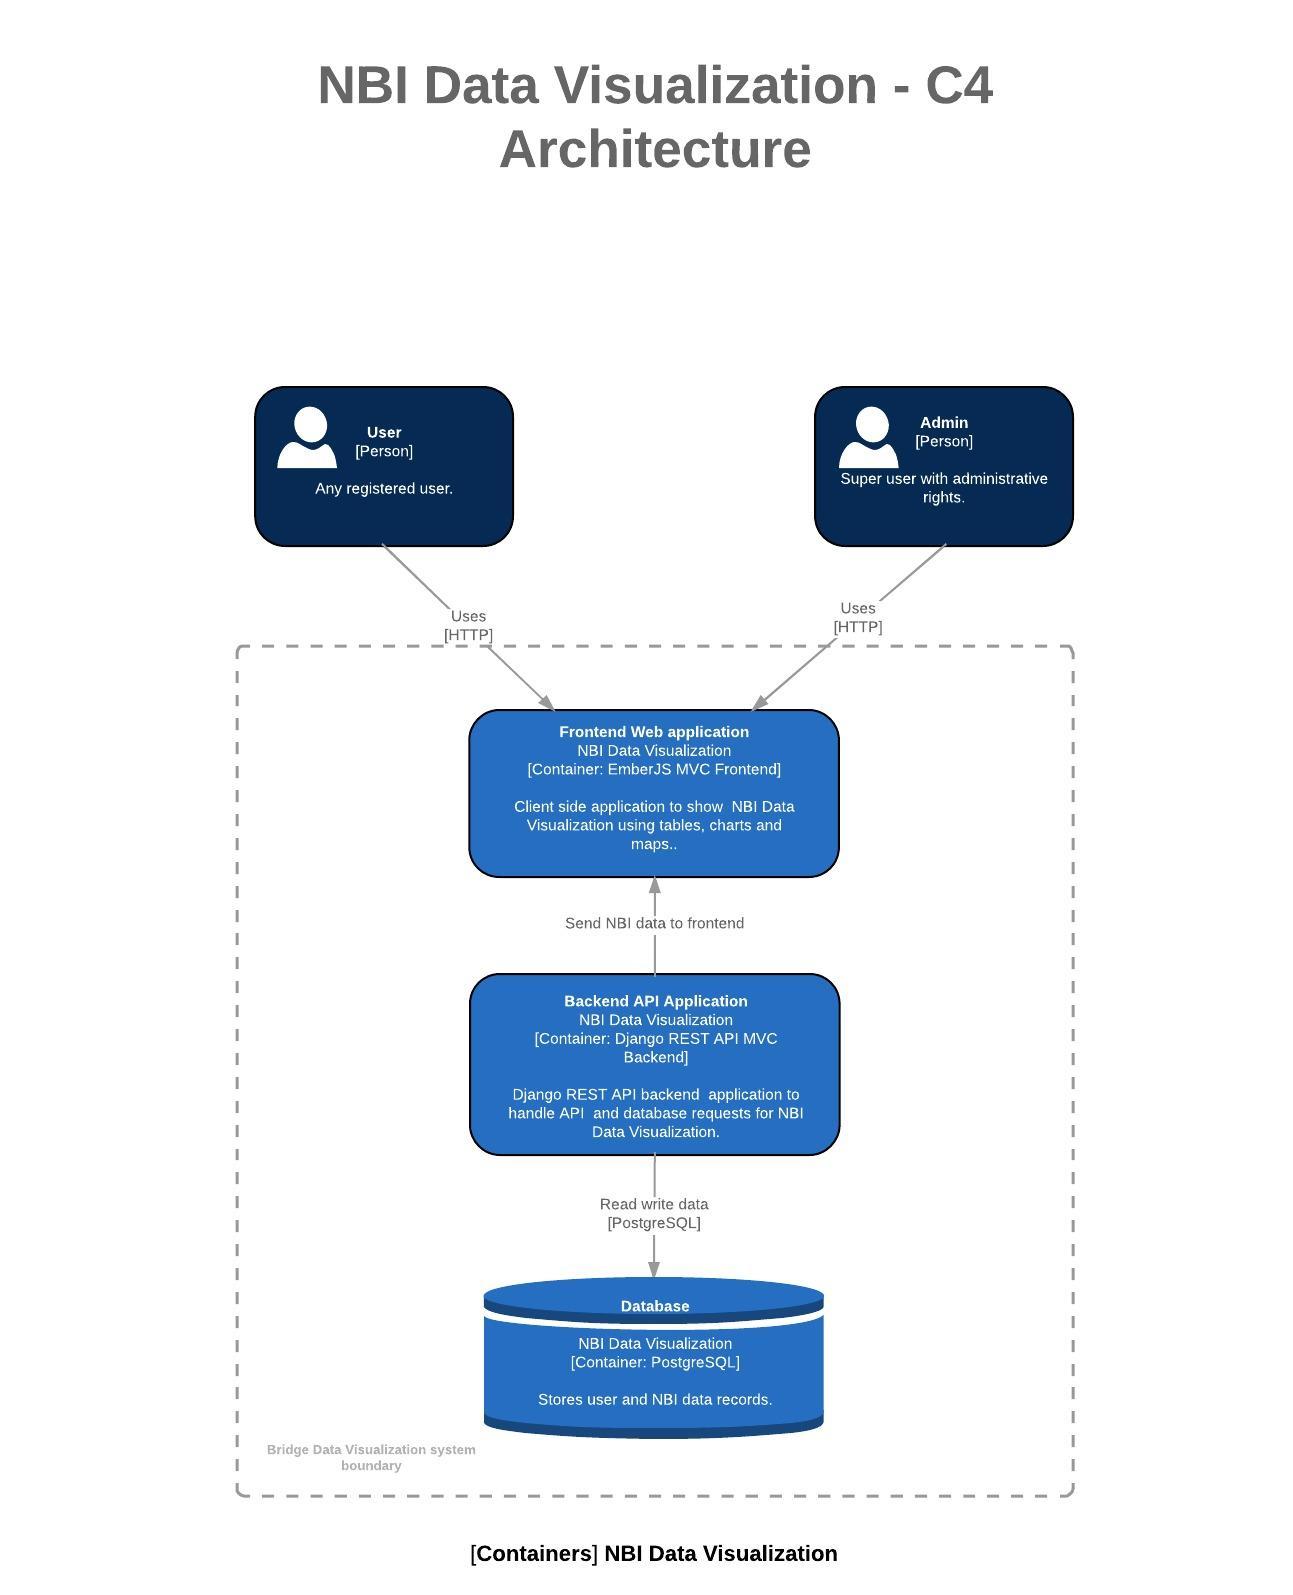 NBI Data Visualization - C4
Architecture
User
[Person]
Any registered user.
Admin
[Person]
Super user with administrative
rights.
Uses
[HTTP]
Uses
[HTTP]
Frontend Web application
NBI Data Visualization
[Container: EmberJS MVC Frontend]
Client side application to show  NBI Data
Visualization using tables, charts and
maps..
Send NBI data to frontend
Backend API Application
NBI Data Visualization
[Container: Django REST API MVC
Backend]
Django REST API backend  application to
handle API  and database requests for NBI
Data Visualization.
Read write data
[PostgreSQL]
Database
NBI Data Visualization
[Container: PostgreSQL]
Stores user and NBI data records.
Bridge Data Visualization system
boundary
[Containers] NBI Data Visualization